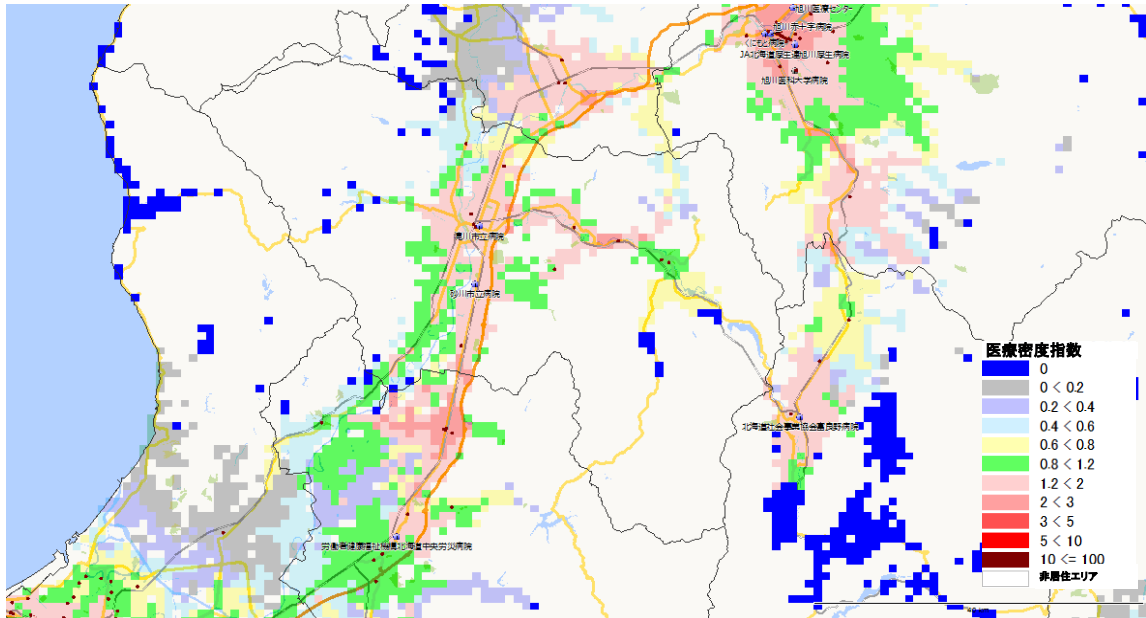 旭川医療センター
旭川赤十字病院
くにもと病院
JA北海道厚生連旭川厚生病院
旭川医科大学病院
滝川市立病院
砂川市立病院
北海道社会事業協会富良野病院
労働者健康福祉機構北海道中央労災病院
医療密度指数
0
0 < 0.2
0.2 < 0.4
0.4 < 0.6
0.6 < 0.8
0.8 < 1.2
1.2 < 2
2 < 3
3 < 5
5 < 10
10 <= 100
非居住エリア